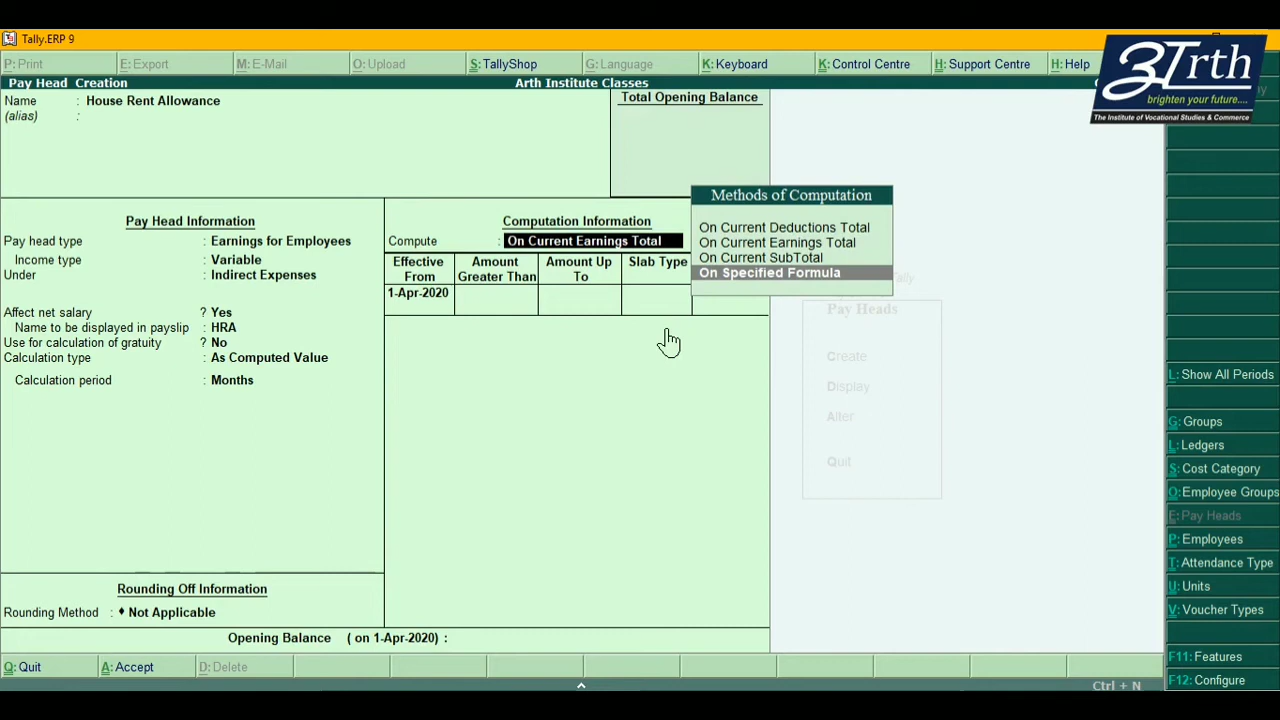 Tally.ERP 9
P: Print E: Export M: E-Mail O: Upload S: TallyShop G: Language K: Keyboard K: Control Centre H: Support Centre H: Help
3Tirth
brighten your future....
The Institute of Vocational Studies & Commerce
Pay Head Creation Arth Institute Classes
Name : House Rent Allowance
(alias) :
Total Opening Balance
Methods of Computation
On Current Deductions Total
On Current Earnings Total
On Current SubTotal
On Specified Formula
Pay Head Information
Pay head type : Earnings for Employees
Income type : Variable
Under : Indirect Expenses
Affect net salary ? Yes
Name to be displayed in payslip : HRA
Use for calculation of gratuity ? No
Calculation type : As Computed Value
Calculation period : Months
Computation Information
Compute : On Current Earnings Total
Effective From Amount Greater Than Amount Up To Slab Type
1-Apr-2020
Pay Heads
Create
Display
Alter
Quit
Rounding Off Information
Rounding Method : ♦ Not Applicable
Opening Balance ( on 1-Apr-2020) :
L: Show All Periods
G: Groups
L: Ledgers
S: Cost Category
O: Employee Groups
E: Pay Heads
P: Employees
T: Attendance Type
U: Units
V: Voucher Types
F11: Features
F12: Configure
Q: Quit A: Accept D: Delete
Ctrl + N